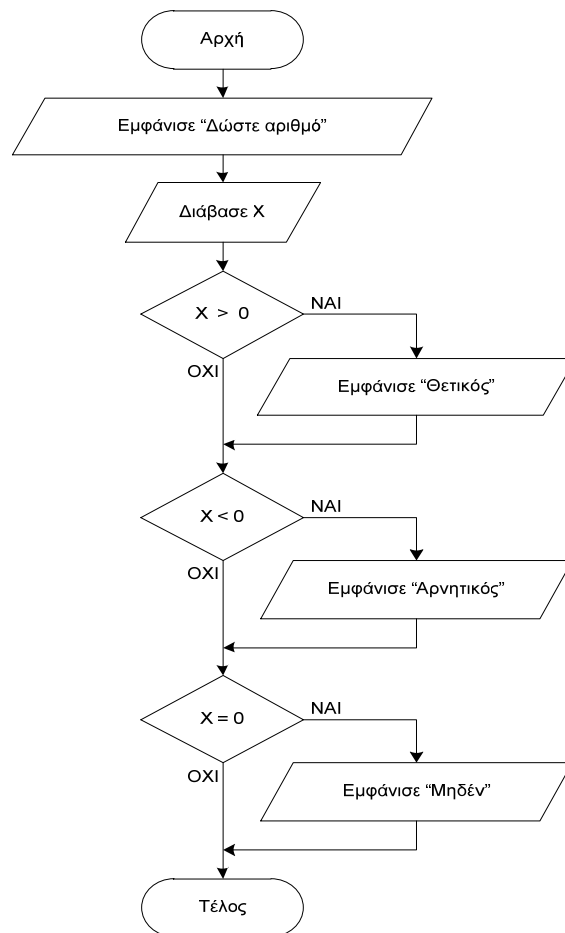 Αρχή
Εμφάνισε “Δώστε αριθμό”
Διάβασε Χ
Χ > 0
ΝΑΙ
ΟΧΙ
Εμφάνισε “Θετικός”
Χ < 0
ΝΑΙ
ΟΧΙ
Εμφάνισε “Αρνητικός”
Χ = 0
ΝΑΙ
ΟΧΙ
Εμφάνισε “Μηδέν”
Τέλος